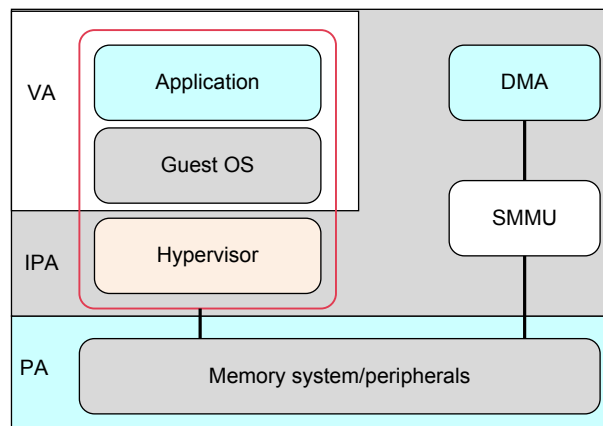 VA
Application
DMA
Guest OS
SMMU
IPA
Hypervisor
PA
Memory system/peripherals